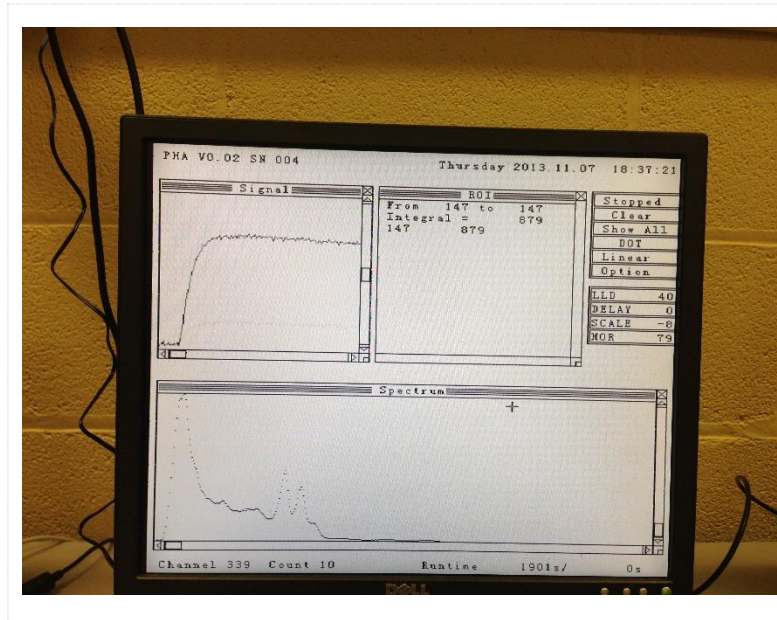 PHA V0.02 SN 004
Thursday 2013.11.07 18:37:21
Signal
ROI
From 147 to 147
Integral = 879
147 879
Stopped
Clear
Show All
DOT
Linear
Option
LLD 40
DELAY 0
SCALE -8
HOR 79
Spectrum
Channel 339 Count 10 Runtime 1901s/ 0s
DELL